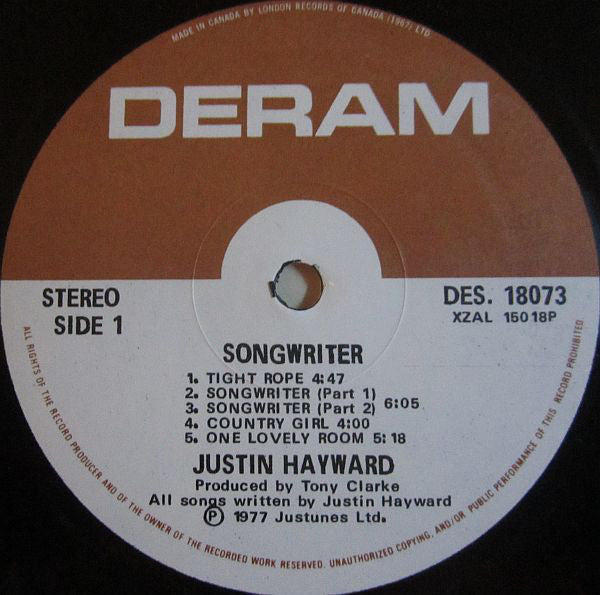 MADE IN CANADA BY LONDON RECORDS OF CANADA (1967) LTD
DERAM
STEREO
SIDE 1
DES. 18073
XZAL 15018P
SONGWRITER
1. TIGHT ROPE 4:47
2. SONGWRITER (Part 1)
3. SONGWRITER (Part 2) 6:05
4. COUNTRY GIRL 4:00
5. ONE LOVELY ROOM 5:18
JUSTIN HAYWARD
Produced by Tony Clarke
All songs written by Justin Hayward
Ⓟ 1977 Justunes Ltd.
ALL RIGHTS OF THE RECORD PRODUCER AND OF THE OWNER OF THE RECORDED WORK RESERVED. UNAUTHORIZED COPYING, AND/OR PUBLIC PERFORMANCE OF THIS RECORD PROHIBITED